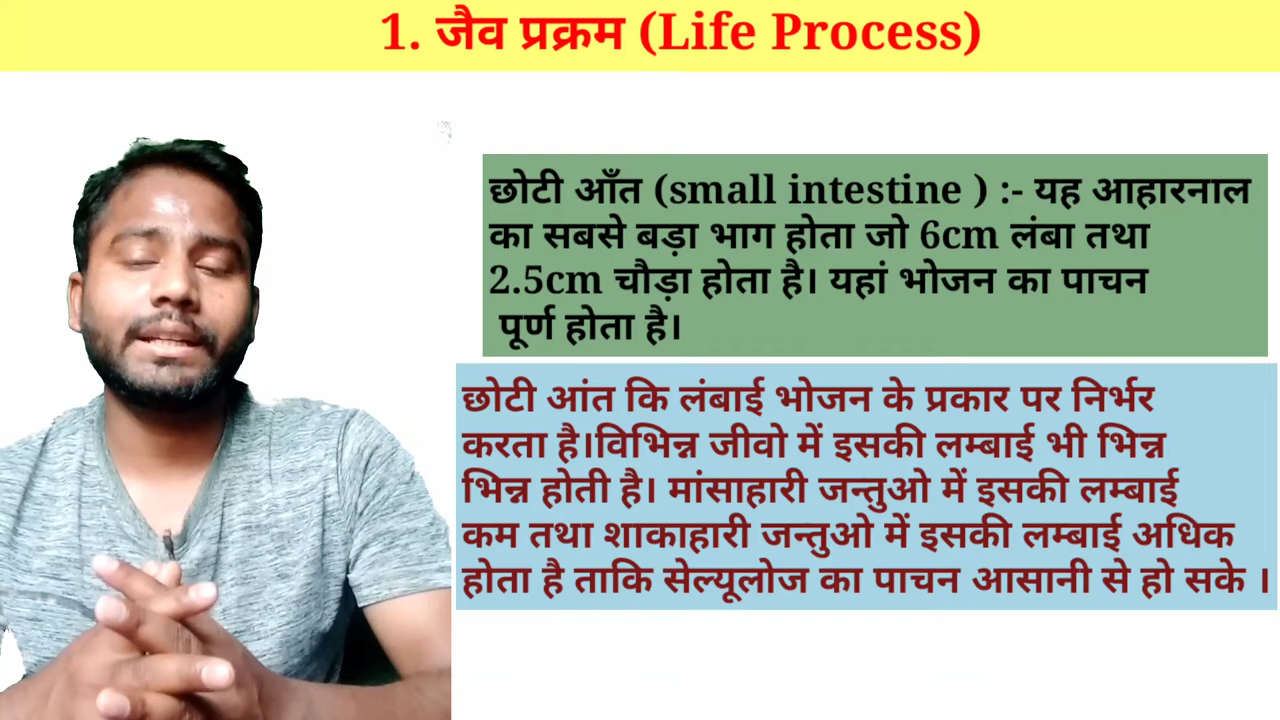 1. जैव प्रक्रम (Life Process)
छोटी आँत (small intestine ) :- यह आहारनाल
का सबसे बड़ा भाग होता जो 6cm लंबा तथा
2.5cm चौड़ा होता है। यहां भोजन का पाचन
पूर्ण होता है।
छोटी आंत कि लंबाई भोजन के प्रकार पर निर्भर
करता है।विभिन्न जीवो में इसकी लम्बाई भी भिन्न
भिन्न होती है। मांसाहारी जन्तुओ में इसकी लम्बाई
कम तथा शाकाहारी जन्तुओ में इसकी लम्बाई अधिक
होता है ताकि सेल्यूलोज का पाचन आसानी से हो सके ।